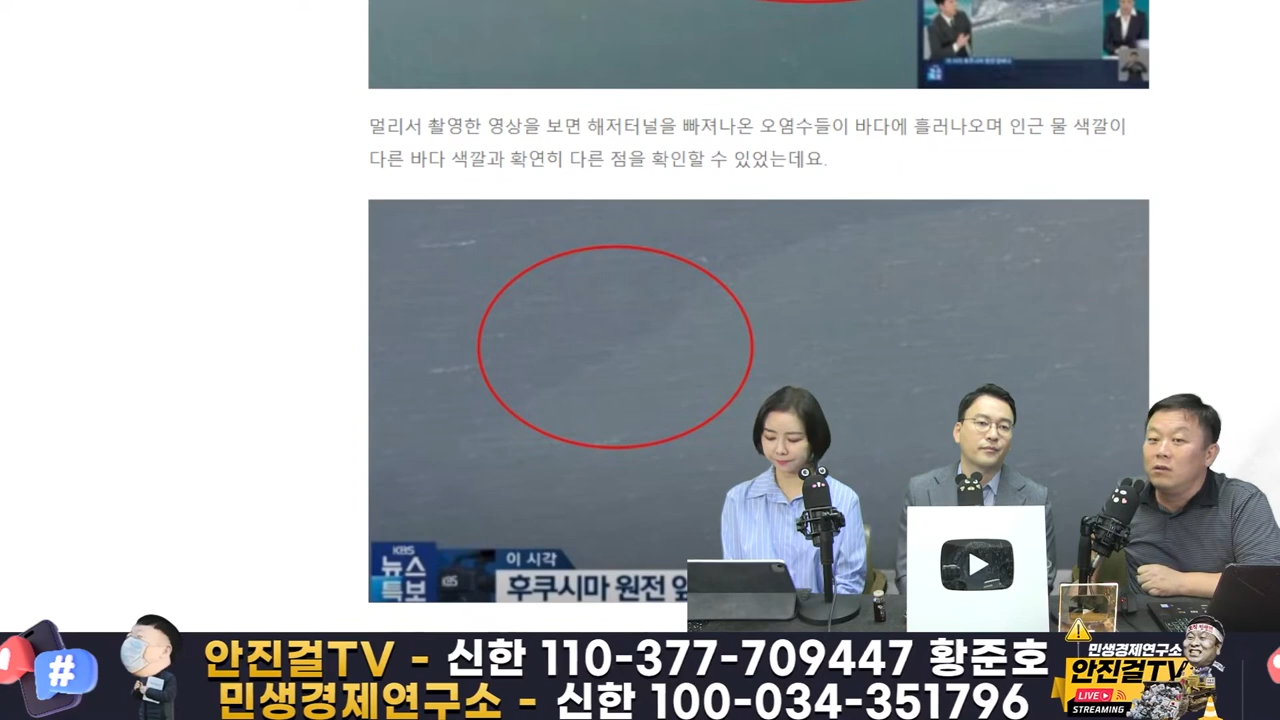 멀리서 촬영한 영상을 보면 해저터널을 빠져나온 오염수들이 바다에 흘러나오며 인근 물 색깔이
다른 바다 색깔과 확연히 다른 점을 확인할 수 있었는데요.
KBS
뉴스
특보
KBS
이 시각
후쿠시마 원전 앞
#
안진걸TV - 신한 110-377-709447 황준호
민생경제연구소 - 신한 100-034-351796
민생경제연구소
안진걸TV
LIVE
STREAMING